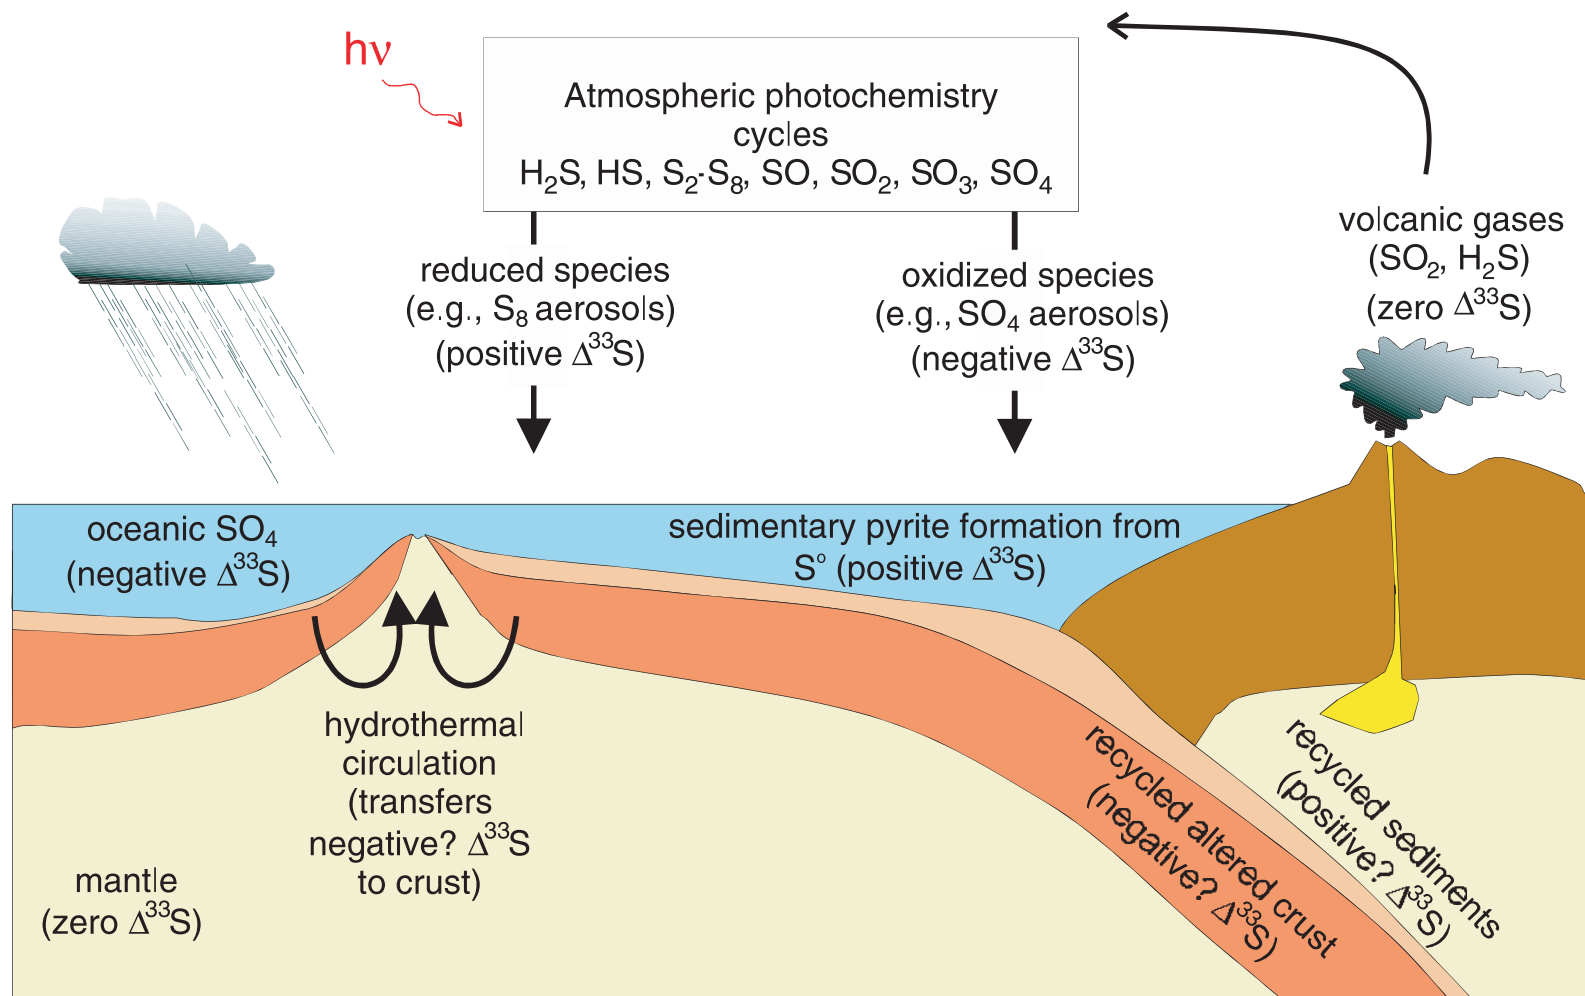 hν
Atmospheric photochemistry
cycles
H₂S, HS, S₂-S₈, SO, SO₂, SO₃, SO₄
volcanic gases
(SO₂, H₂S)
(zero Δ³³S)
reduced species
(e.g., S₈ aerosols)
(positive Δ³³S)
oxidized species
(e.g., SO₄ aerosols)
(negative Δ³³S)
oceanic SO₄
(negative Δ³³S)
sedimentary pyrite formation from
S° (positive Δ³³S)
hydrothermal
circulation
(transfers
negative? Δ³³S
to crust)
mantle
(zero Δ³³S)
recycled altered crust
(negative? Δ³³S)
recycled sediments
(positive? Δ³³S)